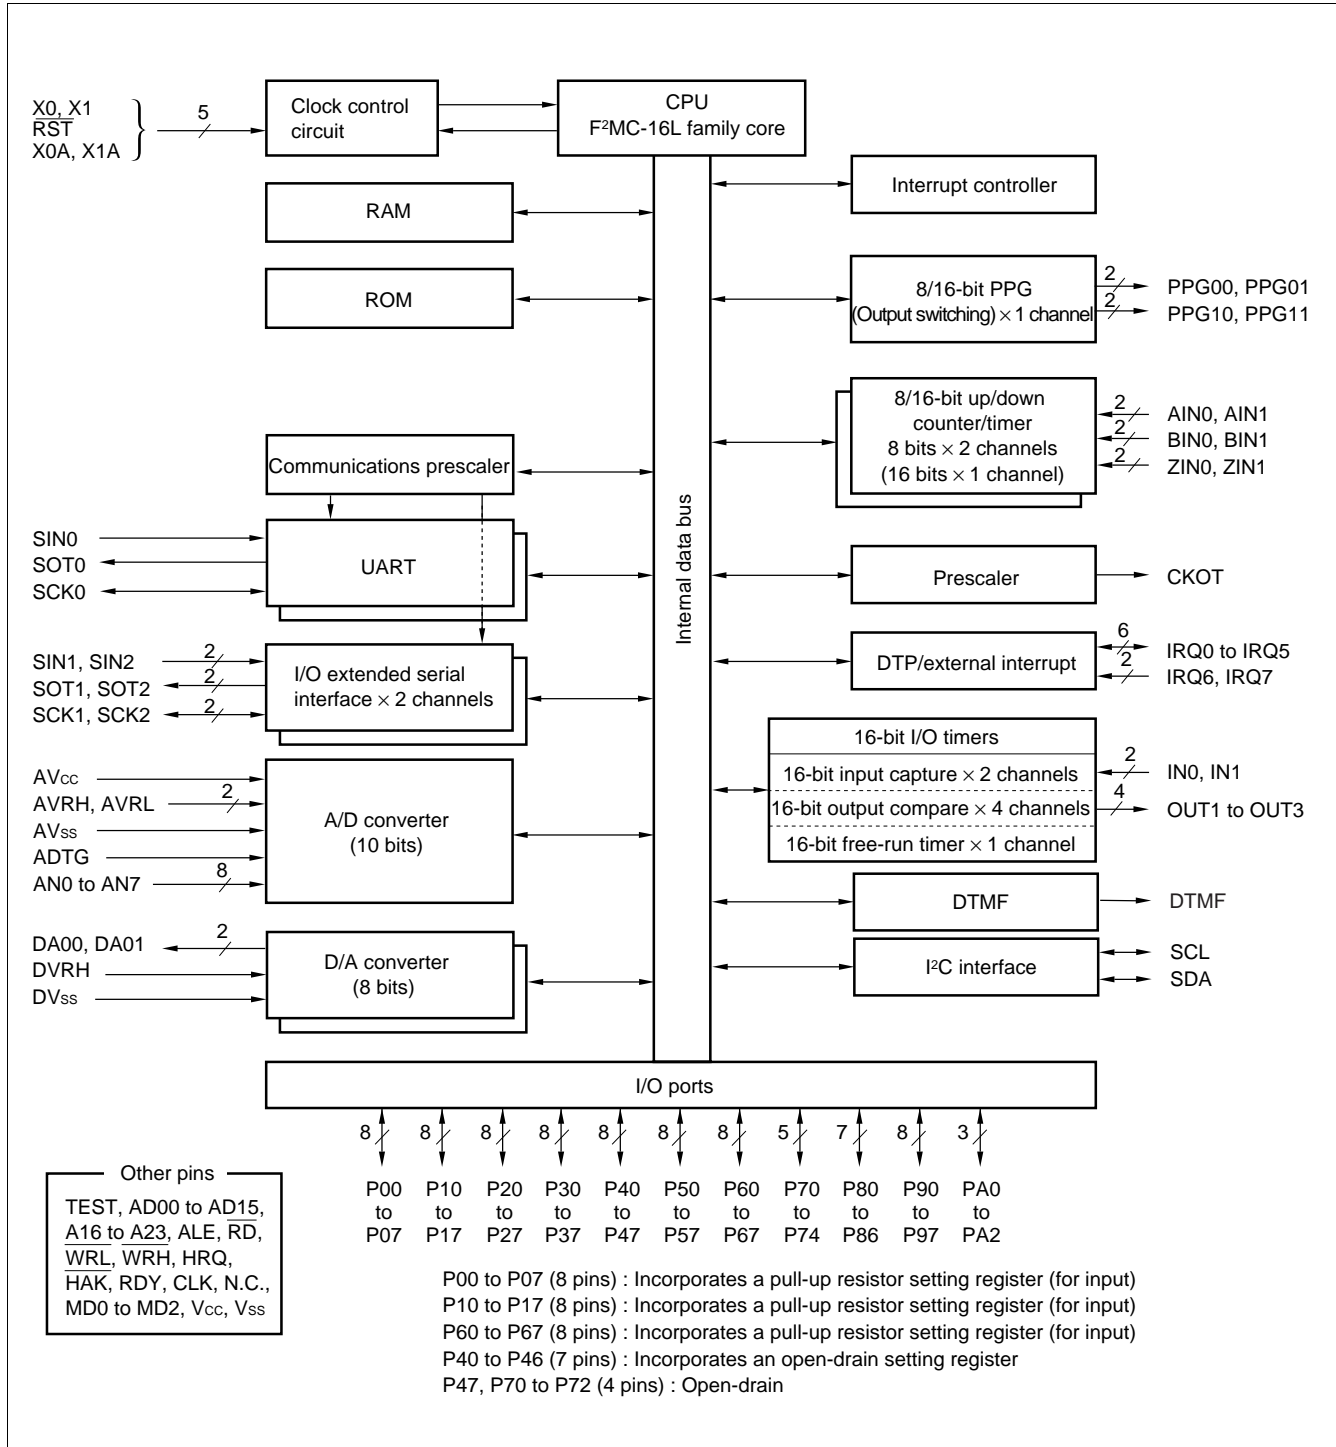 X0, X1
RST
X0A, X1A
5
Clock control
circuit
CPU
F²MC-16L family core
RAM
ROM
Communications prescaler
SIN0
SOT0
SCK0
UART
SIN1, SIN2
SOT1, SOT2
SCK1, SCK2
2
2
2
I/O extended serial
interface × 2 channels
AVCC
AVRH, AVRL
AVSS
ADTG
AN0 to AN7
2
8
A/D converter
(10 bits)
DA00, DA01
DVRH
DVSS
2
D/A converter
(8 bits)
Internal data bus
Interrupt controller
8/16-bit PPG
(Output switching) × 1 channel
2
2
PPG00, PPG01
PPG10, PPG11
8/16-bit up/down
counter/timer
8 bits × 2 channels
(16 bits × 1 channel)
2
2
2
AIN0, AIN1
BIN0, BIN1
ZIN0, ZIN1
Prescaler
CKOT
DTP/external interrupt
6
2
IRQ0 to IRQ5
IRQ6, IRQ7
16-bit I/O timers
16-bit input capture × 2 channels
16-bit output compare × 4 channels
16-bit free-run timer × 1 channel
2
4
IN0, IN1
OUT1 to OUT3
DTMF
DTMF
I²C interface
SCL
SDA
I/O ports
8 8 8 8 8 8 8 5 7 8 3
P00 P10 P20 P30 P40 P50 P60 P70 P80 P90 PA0
to to to to to to to to to to to
P07 P17 P27 P37 P47 P57 P67 P74 P86 P97 PA2
Other pins
TEST, AD00 to AD15,
A16 to A23, ALE, RD,
WRL, WRH, HRQ,
HAK, RDY, CLK, N.C.,
MD0 to MD2, VCC, VSS
P00 to P07 (8 pins) : Incorporates a pull-up resistor setting register (for input)
P10 to P17 (8 pins) : Incorporates a pull-up resistor setting register (for input)
P60 to P67 (8 pins) : Incorporates a pull-up resistor setting register (for input)
P40 to P46 (7 pins) : Incorporates an open-drain setting register
P47, P70 to P72 (4 pins) : Open-drain